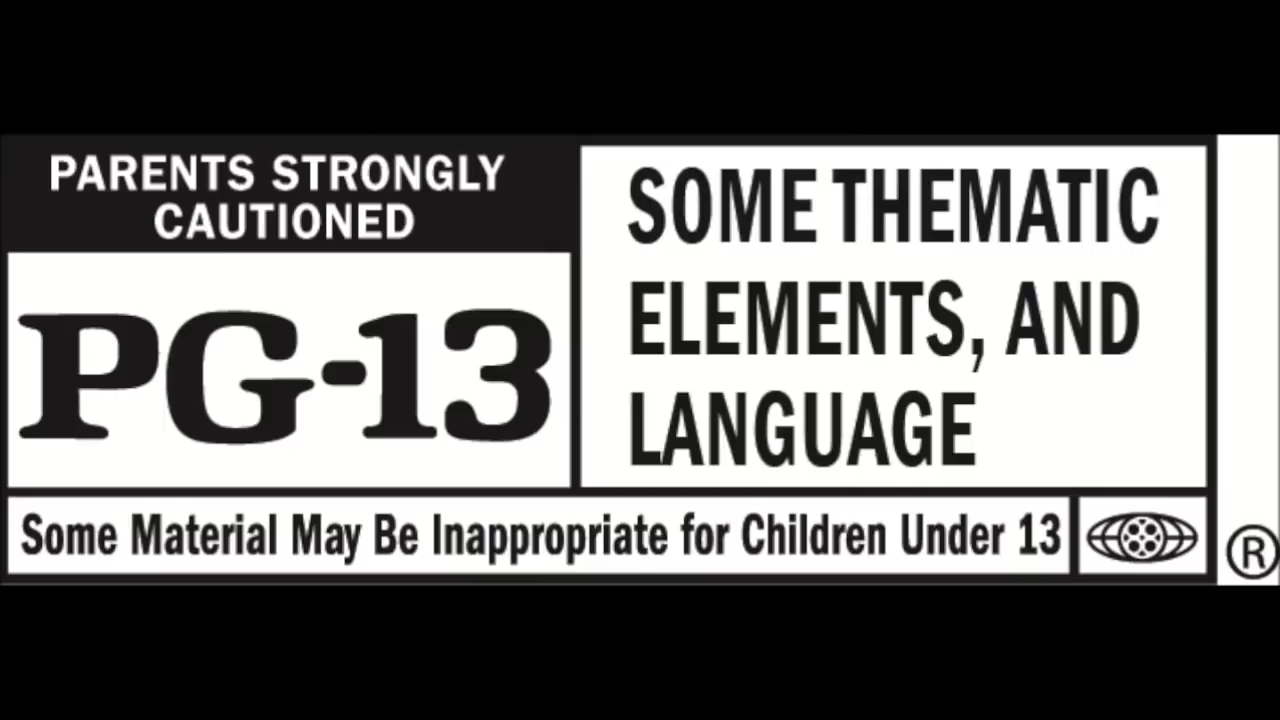 PARENTS STRONGLY
CAUTIONED
PG-13
SOME THEMATIC
ELEMENTS, AND
LANGUAGE
Some Material May Be Inappropriate for Children Under 13
®